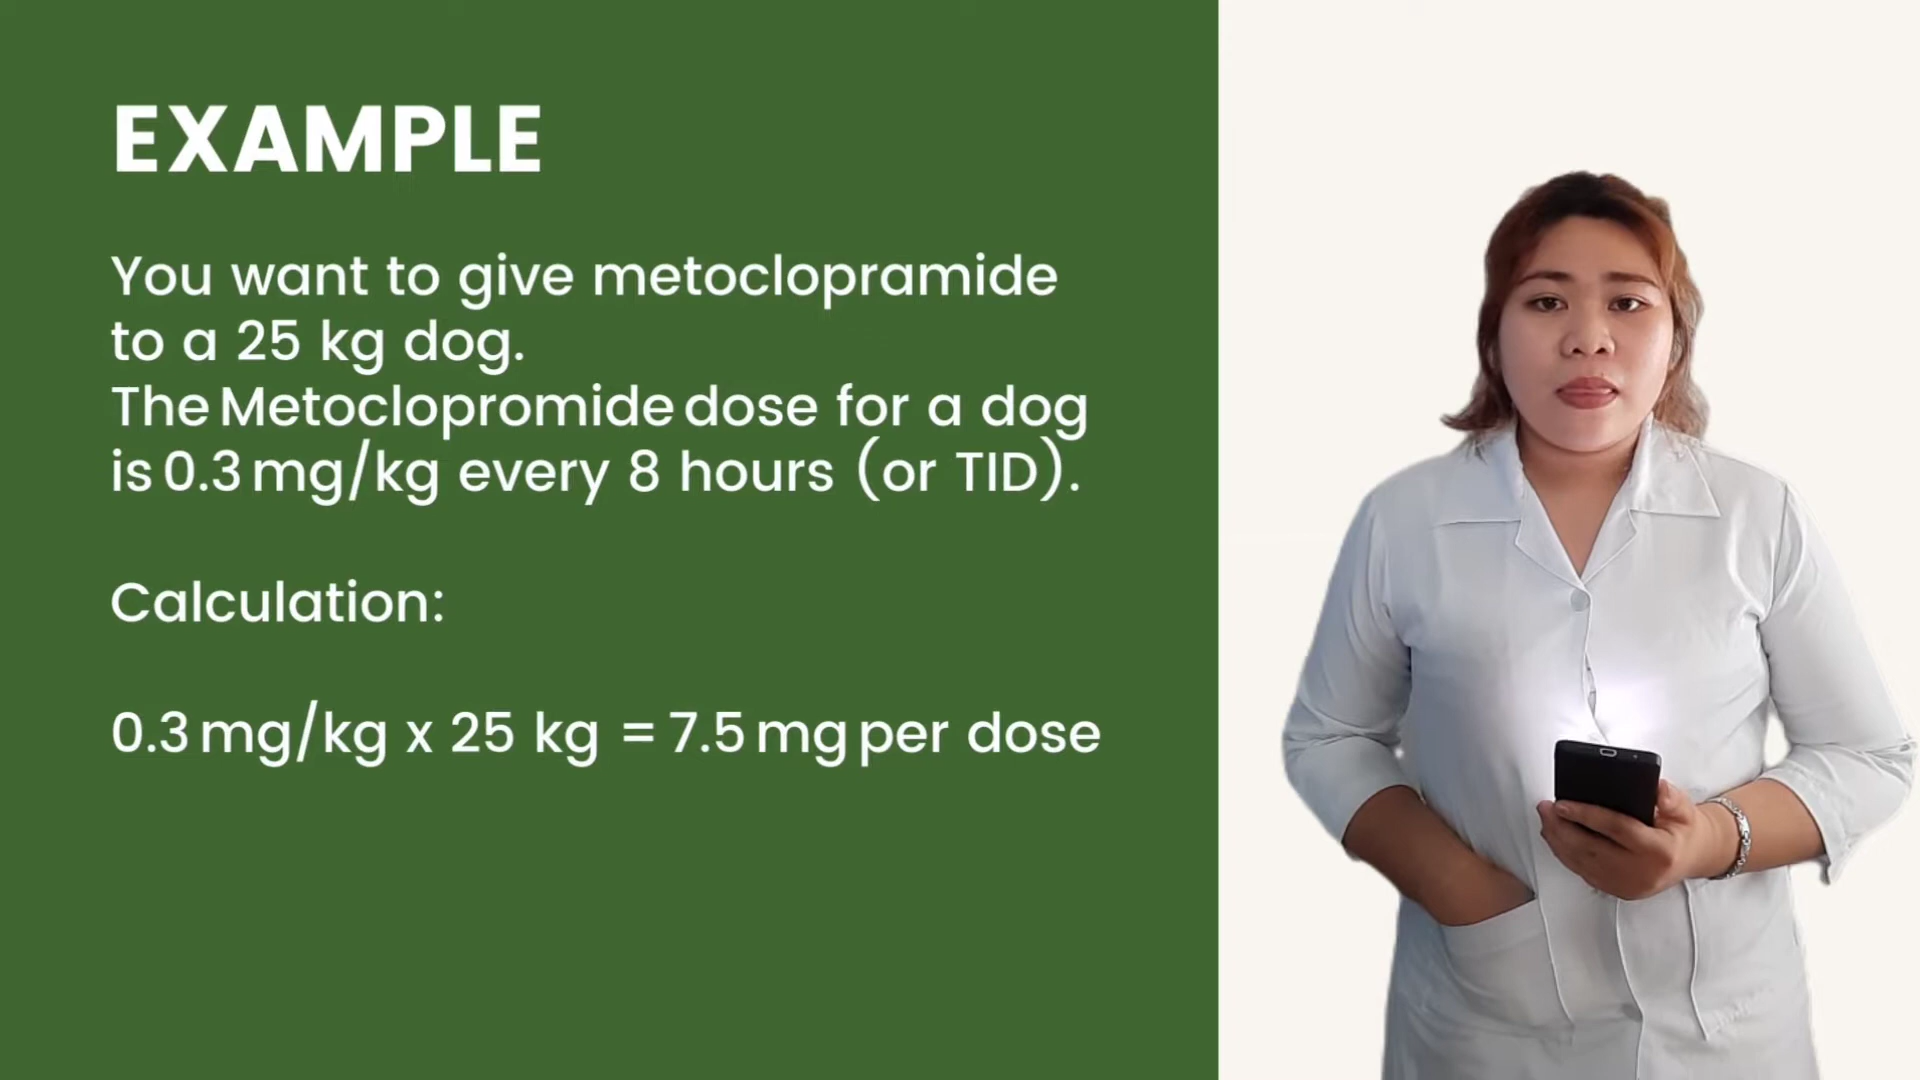 EXAMPLE
You want to give metoclopramide
to a 25 kg dog.
The Metoclopromide dose for a dog
is 0.3 mg/kg every 8 hours (or TID).
Calculation:
0.3 mg/kg x 25 kg = 7.5 mg per dose